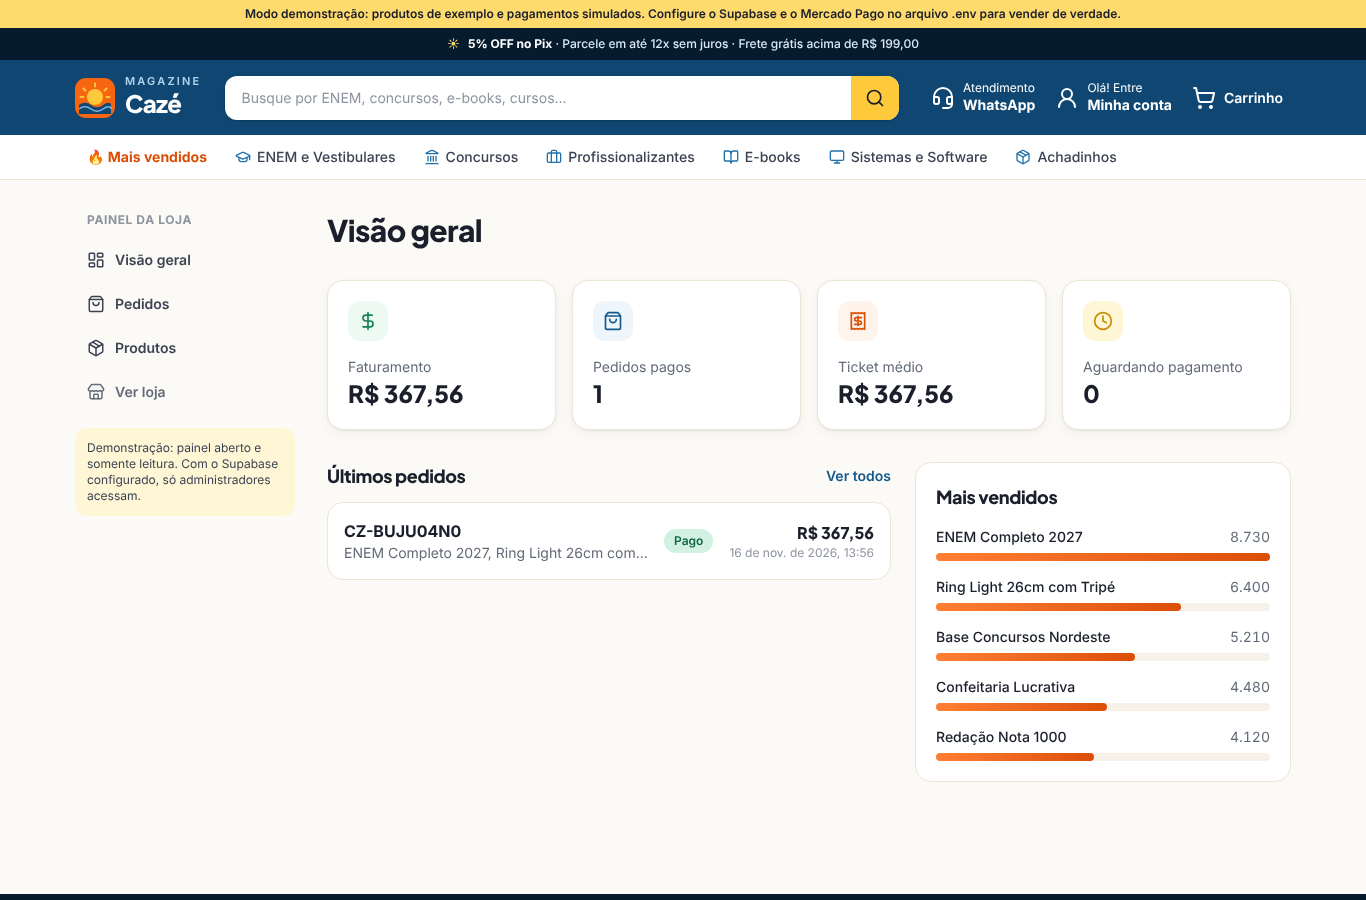 Modo demonstração: produtos de exemplo e pagamentos simulados. Configure o Supabase e o Mercado Pago no arquivo .env para vender de verdade.
5% OFF no Pix · Parcele em até 12x sem juros · Frete grátis acima de R$ 199,00
MAGAZINE
Cazé
Busque por ENEM, concursos, e-books, cursos...
Atendimento
WhatsApp
Olá! Entre
Minha conta
Carrinho
Mais vendidos
ENEM e Vestibulares
Concursos
Profissionalizantes
E-books
Sistemas e Software
Achadinhos
PAINEL DA LOJA
Visão geral
Pedidos
Produtos
Ver loja
Demonstração: painel aberto e
somente leitura. Com o Supabase
configurado, só administradores
acessam.
Visão geral
Faturamento
R$ 367,56
Pedidos pagos
1
Ticket médio
R$ 367,56
Aguardando pagamento
0
Últimos pedidos
Ver todos
CZ-BUJU04N0
ENEM Completo 2027, Ring Light 26cm com...
Pago
R$ 367,56
16 de nov. de 2026, 13:56
Mais vendidos
ENEM Completo 2027 8.730
Ring Light 26cm com Tripé 6.400
Base Concursos Nordeste 5.210
Confeitaria Lucrativa 4.480
Redação Nota 1000 4.120